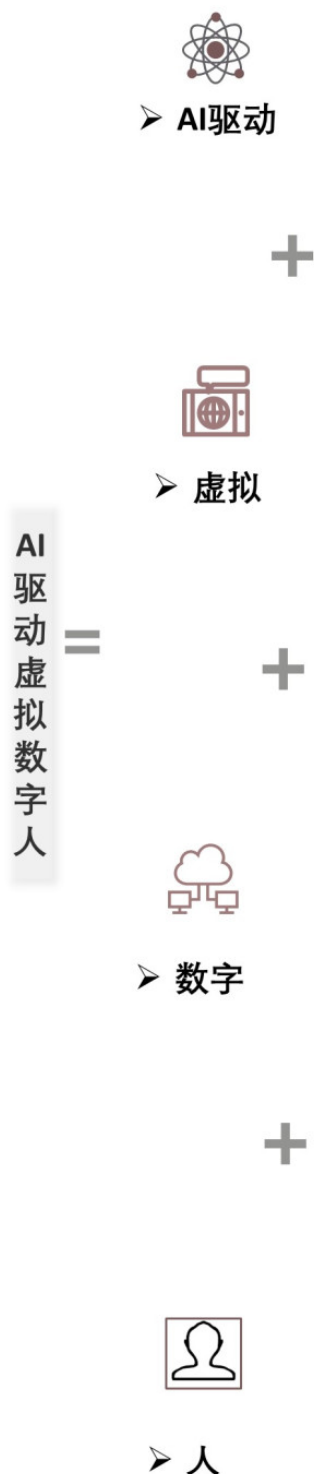 ➢ AI驱动
+
➢ 虚拟
AI驱动虚拟数字人
=
+
➢ 数字
+
➢ 人